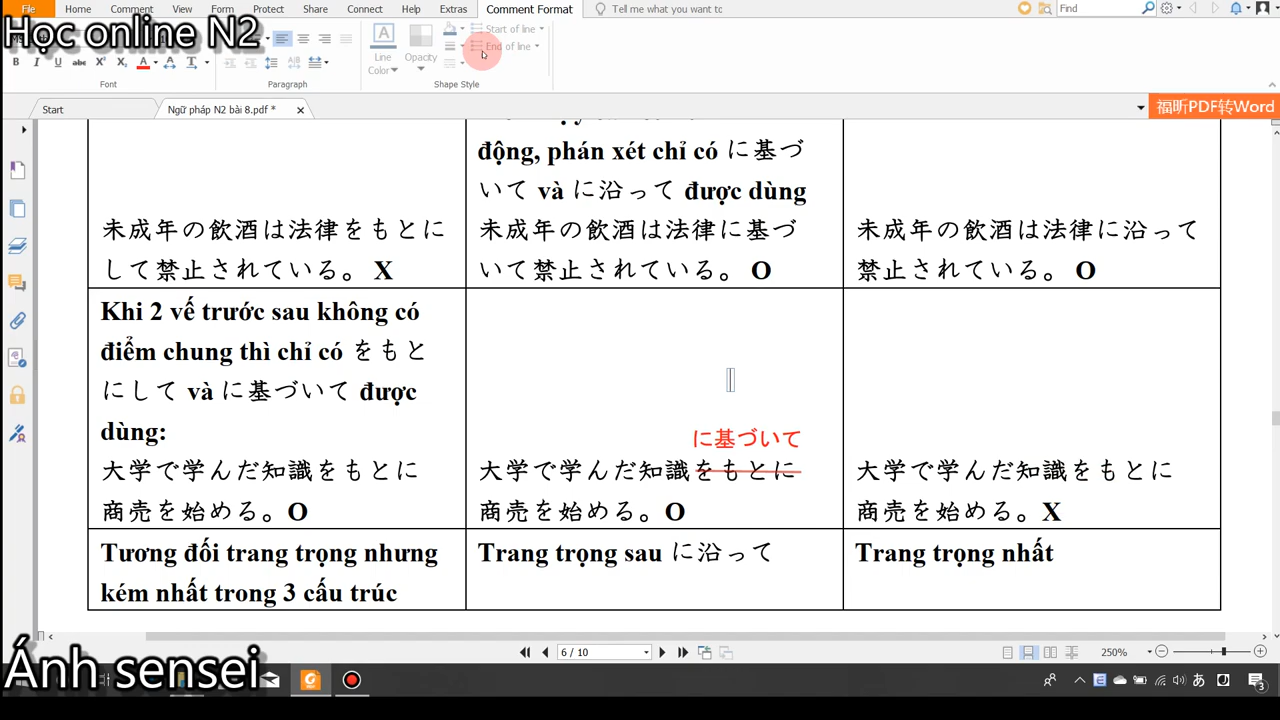 File Home Comment View Form Protect Share Connect Help Extras Comment Format Tell me what you want to Find
Học online N2
Start of line
End of line
Line Color
Opacity
Font Paragraph Shape Style
Start Ngữ pháp N2 bài 8.pdf * 福昕PDF转Word
động, phán xét chỉ có に基づ
いて và に沿って được dùng
未成年の飲酒は法律をもとに
して禁止されている。 X
未成年の飲酒は法律に基づ
いて禁止されている。 O
未成年の飲酒は法律に沿って
禁止されている。 O
Khi 2 vế trước sau không có
điểm chung thì chỉ có をもと
にして và に基づいて được
dùng:
大学で学んだ知識をもとに
商売を始める。O
に基づいて
大学で学んだ知識をもとに
商売を始める。O
大学で学んだ知識をもとに
商売を始める。X
Tương đối trang trọng nhưng
kém nhất trong 3 cấu trúc
Trang trọng sau に沿って
Trang trọng nhất
6 / 10
250%
Ánh sensei